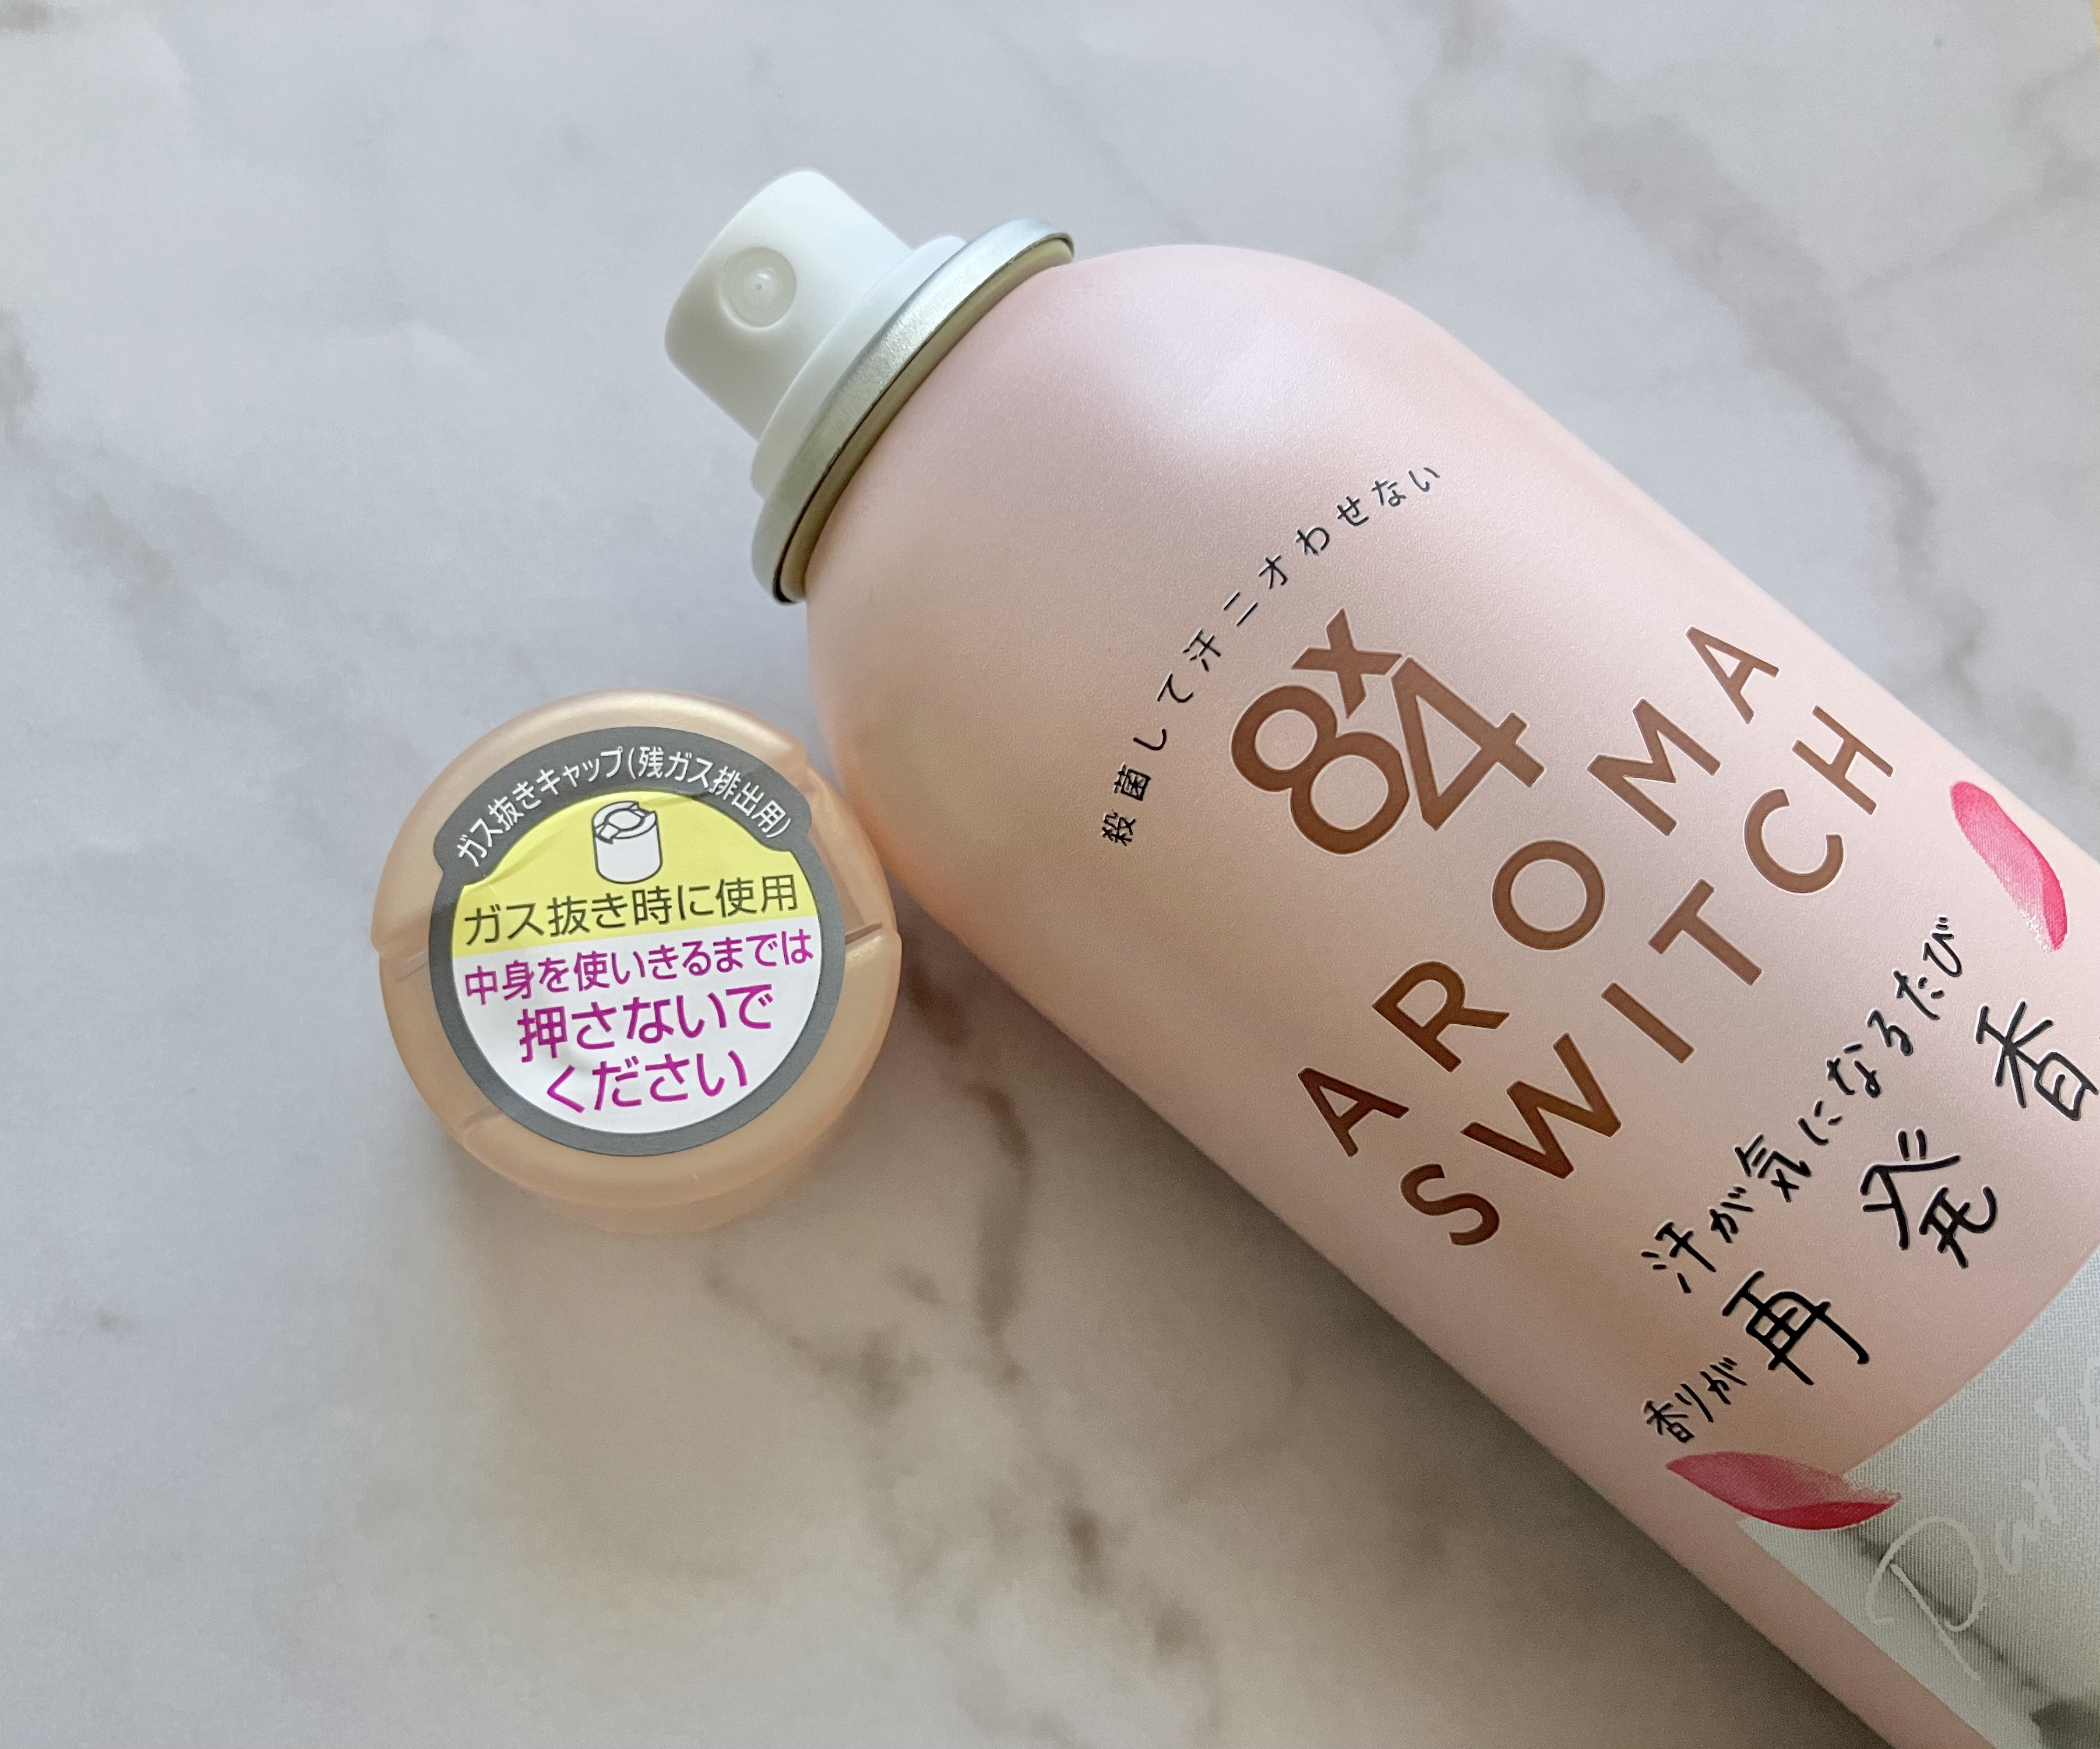 ガス抜きキャップ(残ガス排出用)
ガス抜き時に使用
中身を使いきるまでは
押さないで
ください
殺菌して汗ニオわせない
8x4
AROMA
SWITCH
汗が気になるたび
香りが再発香